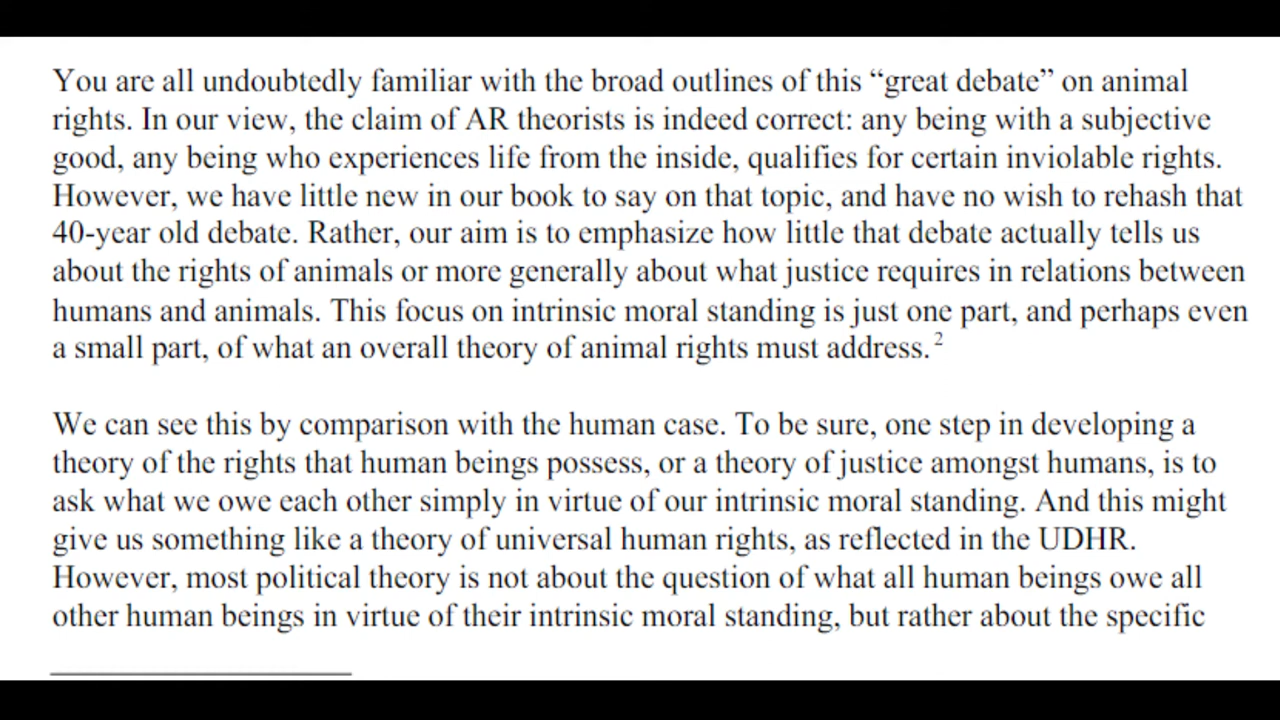 You are all undoubtedly familiar with the broad outlines of this “great debate” on animal
rights. In our view, the claim of AR theorists is indeed correct: any being with a subjective
good, any being who experiences life from the inside, qualifies for certain inviolable rights.
However, we have little new in our book to say on that topic, and have no wish to rehash that
40-year old debate. Rather, our aim is to emphasize how little that debate actually tells us
about the rights of animals or more generally about what justice requires in relations between
humans and animals. This focus on intrinsic moral standing is just one part, and perhaps even
a small part, of what an overall theory of animal rights must address.2
We can see this by comparison with the human case. To be sure, one step in developing a
theory of the rights that human beings possess, or a theory of justice amongst humans, is to
ask what we owe each other simply in virtue of our intrinsic moral standing. And this might
give us something like a theory of universal human rights, as reflected in the UDHR.
However, most political theory is not about the question of what all human beings owe all
other human beings in virtue of their intrinsic moral standing, but rather about the specific